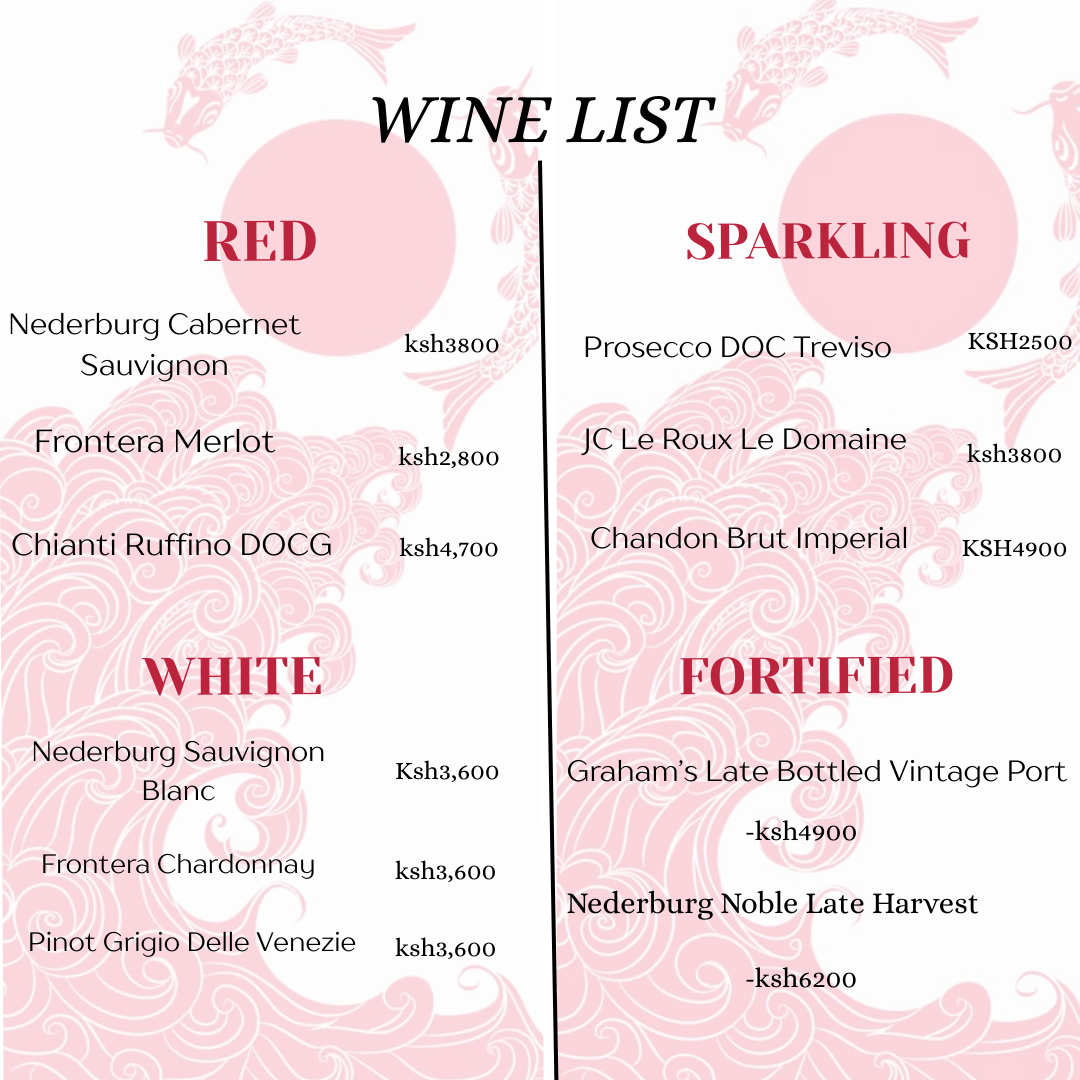 WINE LIST
RED
Nederburg Cabernet
Sauvignon
ksh3800
Frontera Merlot
ksh2,800
Chianti Ruffino DOCG
ksh4,700
WHITE
Nederburg Sauvignon
Blanc
Ksh3,600
Frontera Chardonnay
ksh3,600
Pinot Grigio Delle Venezie
ksh3,600
SPARKLING
Prosecco DOC Treviso
KSH2500
JC Le Roux Le Domaine
ksh3800
Chandon Brut Imperial
KSH4900
FORTIFIED
Graham's Late Bottled Vintage Port
-ksh4900
Nederburg Noble Late Harvest
-ksh6200